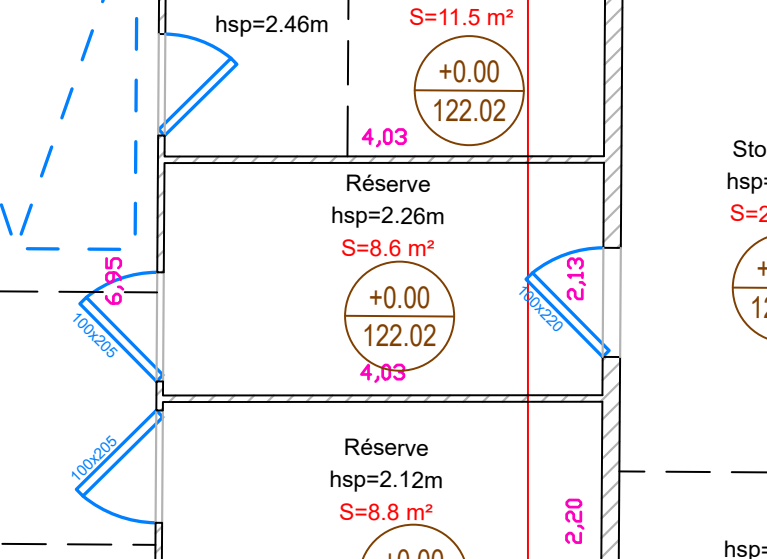 hsp=2.46m
S=11.5 m²
+0.00
122.02
4,03
Réserve
hsp=2.26m
S=8.6 m²
+0.00
122.02
4,03
2,13
100x220
6,95
100x205
100x205
Réserve
hsp=2.12m
S=8.8 m²
2,20
Sto
hsp=
S=2
+
12
hsp=